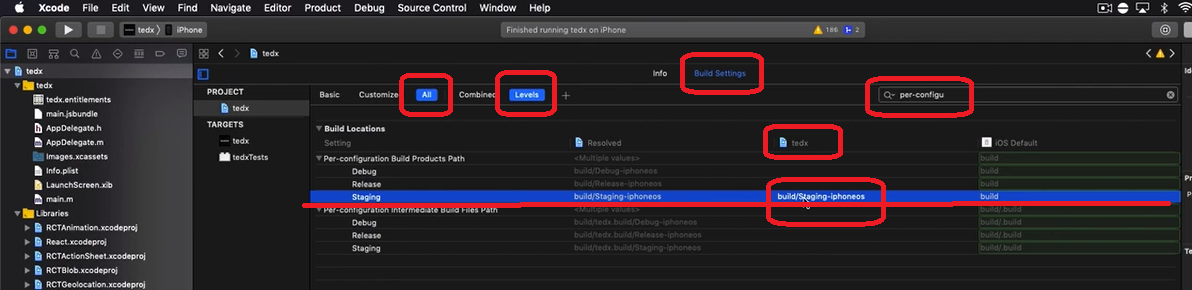 Xcode File Edit View Find Navigate Editor Product Debug Source Control Window Help
tedx iPhone Finished running tedx on iPhone 186 2
tedx
tedx
Info Build Settings
tedx
PROJECT
Basic Customize All Combined Levels + per-configu
tedx.entitlements
tedx
main.jsbundle
TARGETS
AppDelegate.h
Build Locations
tedx
Setting Resolved tedx iOS Default
AppDelegate.m
tedxTests
Images.xcassets
Per-configuration Build Products Path <Multiple values> build
Info.plist
Debug build/Debug-iphoneos build
LaunchScreen.xib
Release build/Release-iphoneos build
main.m
Staging build/Staging-iphoneos build/Staging-iphoneos build
Libraries
Per-configuration Intermediate Build Files Path <Multiple values> build/.build
RCTAnimation.xcodeproj
Debug build/tedx.build/Debug-iphoneos build/.build
React.xcodeproj
Release build/tedx.build/Release-iphoneos build/.build
RCTActionSheet.xcodeproj
Staging build/tedx.build/Staging-iphoneos build/.build
RCTBlob.xcodeproj
RCTGeolocation.xcodeproj